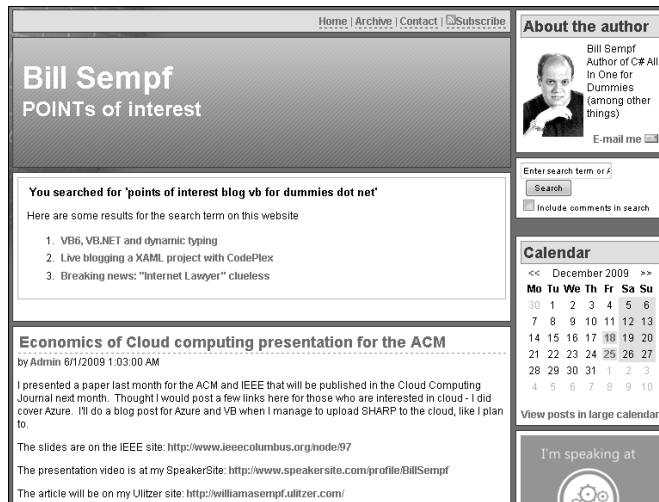 Home | Archive | Contact | Subscribe
Bill Sempf
POINTs of interest
You searched for 'points of interest blog vb for dummies dot net'
Here are some results for the search term on this website
1. VB6, VB.NET and dynamic typing
2. Live blogging a XAML project with CodePlex
3. Breaking news: "Internet Lawyer" clueless
Economics of Cloud computing presentation for the ACM
by Admin 6/1/2009 1:03:00 AM
I presented a paper last month for the ACM and IEEE that will be published in the Cloud Computing
Journal next month. Thought I would post a few links here for those who are interested in cloud - I did
cover Azure. I'll do a blog post for Azure and VB when I manage to upload SHARP to the cloud, like I plan
to.
The slides are on the IEEE site: http://www.ieeecolumbus.org/node/97
The presentation video is at my SpeakerSite: http://www.speakersite.com/profile/BillSempf
The article will be on my Ulitzer site: http://williamasempf.ulitzer.com/
About the author
Bill Sempf
Author of C# All
In One for
Dummies
(among other
things)
E-mail me
Enter search term or
Search
Include comments in search
Calendar
<< December 2009 >>
Mo Tu We Th Fr Sa Su
30 1 2 3 4 5 6
7 8 9 10 11 12 13
14 15 16 17 18 19 20
21 22 23 24 25 26 27
28 29 30 31 1 2 3
4 5 6 7 8 9 10
View posts in large calendar
I'm speaking at